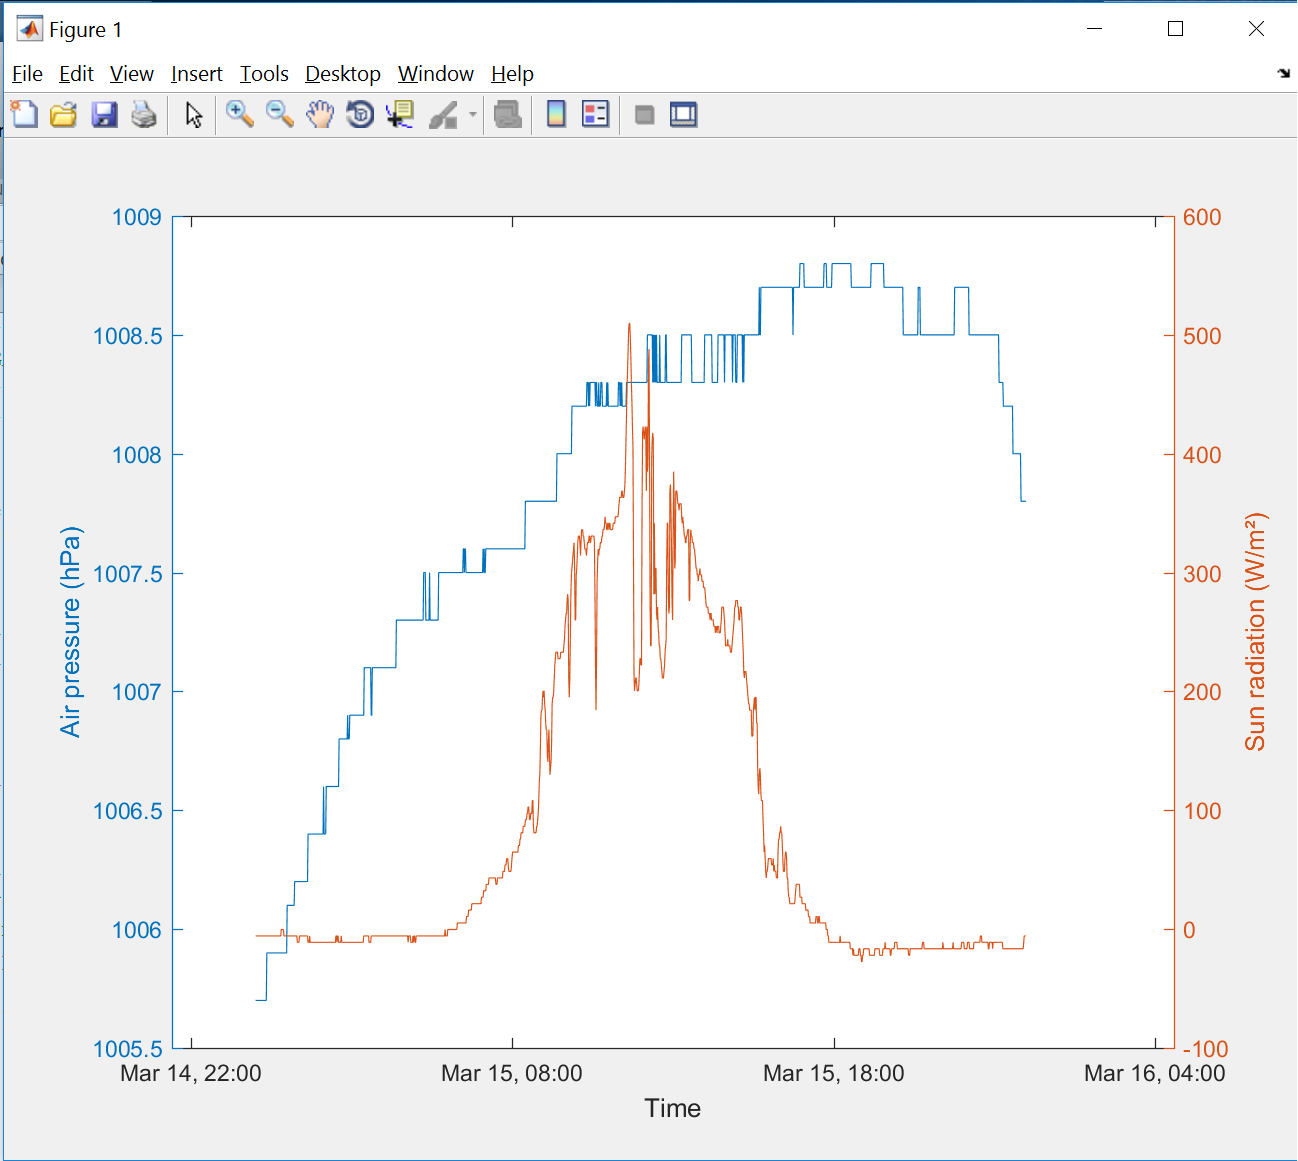 Figure 1
File Edit View Insert Tools Desktop Window Help
1009
1008.5
1008
1007.5
1007
1006.5
1006
1005.5
Air pressure (hPa)
600
500
400
300
200
100
0
-100
Sun radiation (W/m²)
Mar 14, 22:00 Mar 15, 08:00 Mar 15, 18:00 Mar 16, 04:00
Time